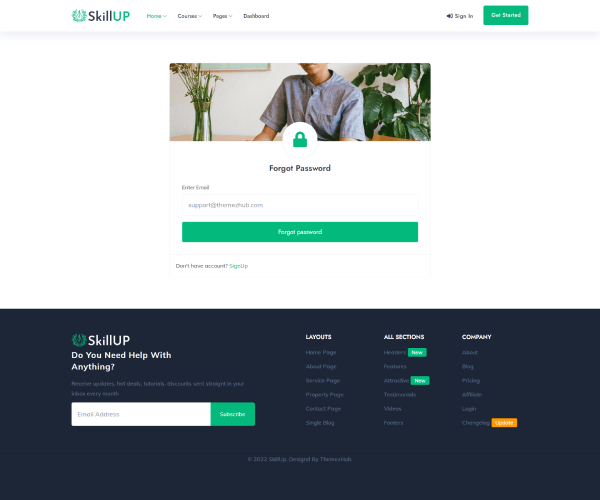 SkillUP
Home Courses Pages Dashboard Sign In Get Started
Forgot Password
Enter Email
support@themezhub.com
Forgot password
Don't have account? SignUp
SkillUP
Do You Need Help With
Anything?
Receive updates, hot deals, tutorials, discounts sent straignt in your
inbox every month
Email Address Subscribe
LAYOUTS
Home Page
About Page
Service Page
Property Page
Contact Page
Single Blog
ALL SECTIONS
Headers New
Features
Attractive New
Testimonials
Videos
Footers
COMPANY
About
Blog
Pricing
Affiliate
Login
Changelog Update
© 2022 SkillUp. Designd By ThemezHub.